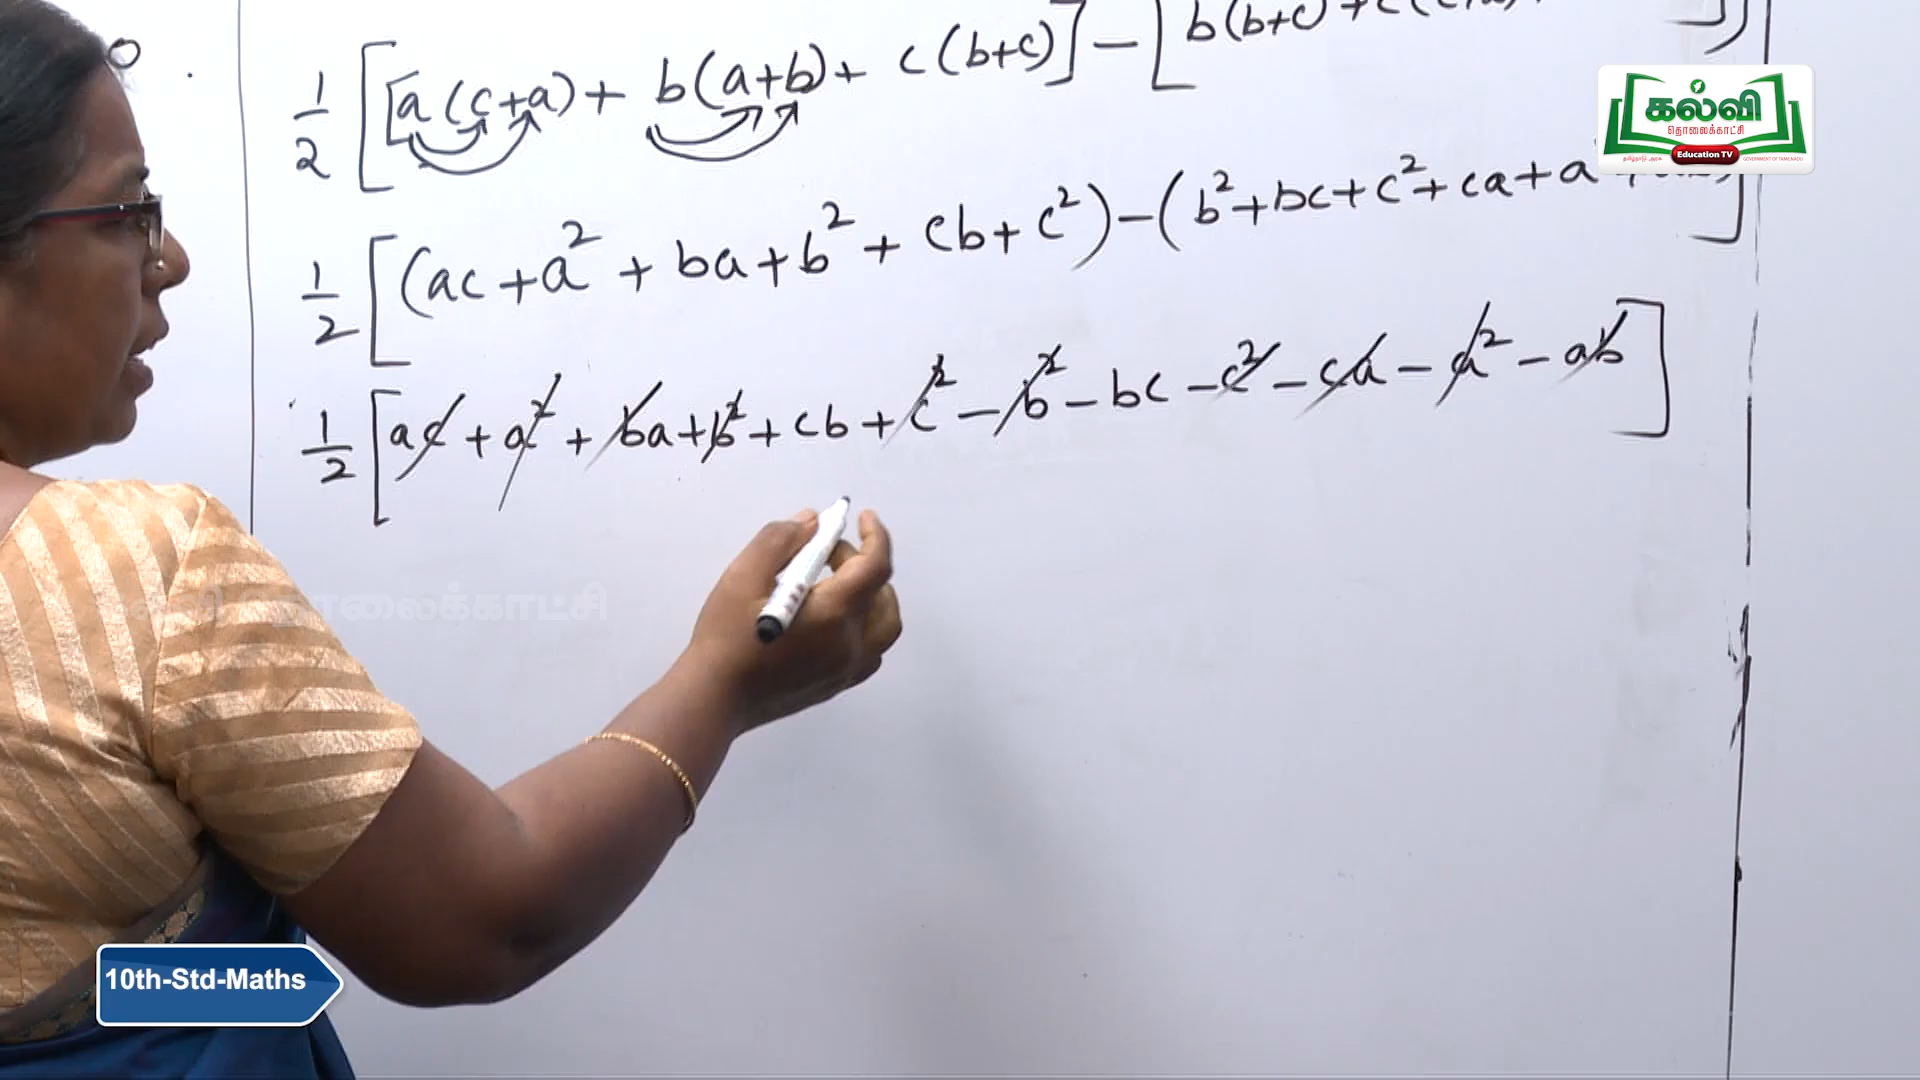 1/2 [[a(c+a) + b(a+b) + c(b+c)] - [b(b+c) + c(
கல்வி
தொலைக்காட்சி
Education TV
1/2 [(ac + a² + ba + b² + cb + c²) - (b² + bc + c² + ca + a
1/2 [ac + a² + ba + b² + cb + c² - b² - bc - c² - ca - a² - ab]
கல்வி தொலைக்காட்சி
10th-Std-Maths